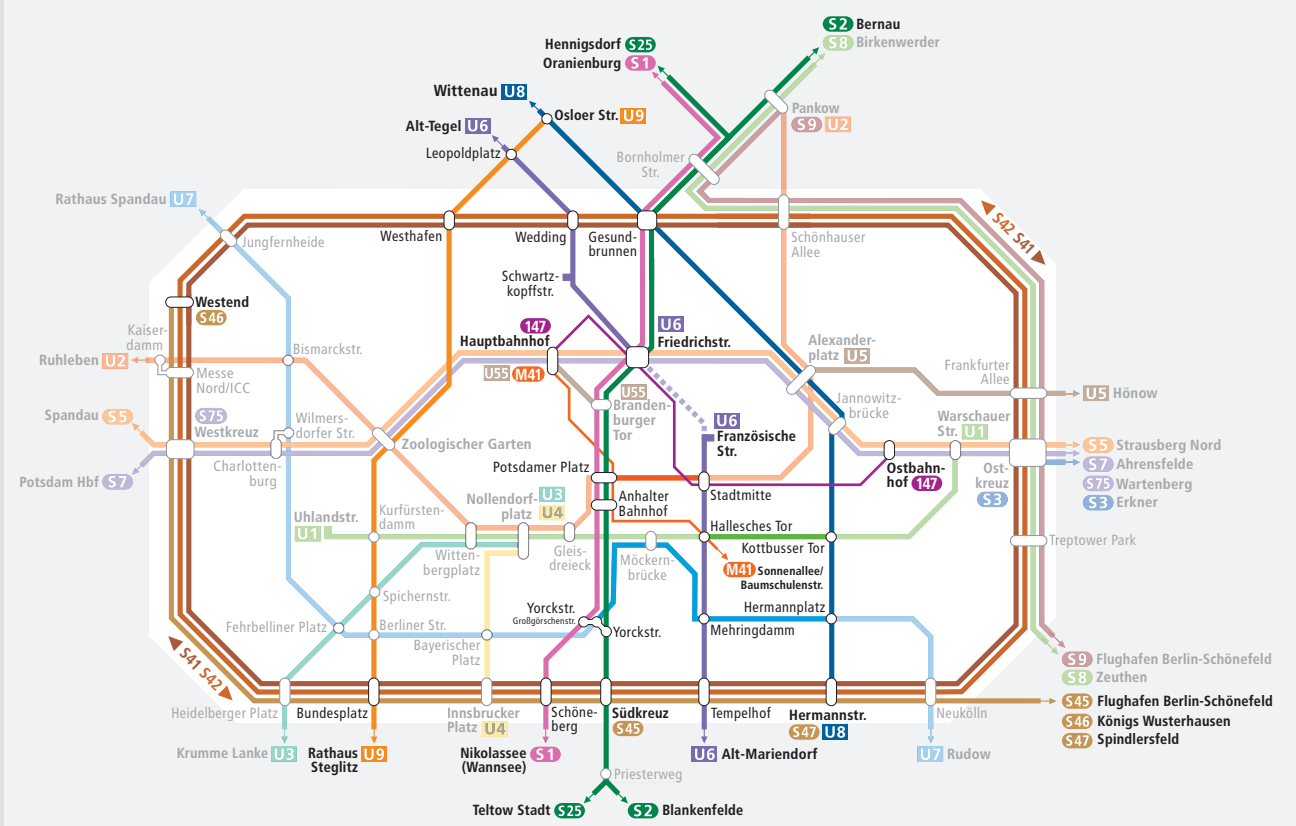 S2 Bernau
S8 Birkenwerder
Hennigsdorf S25
Oranienburg S1
Wittenau U8
Osloer Str. U9
Alt-Tegel U6
Leopoldplatz
Pankow
S9 U2
Bornholmer
Str.
Rathaus Spandau U7
Jungfernheide
Westhafen
Wedding
Gesund-
brunnen
Schönhauser
Allee
S42 S41
Schwartz-
kopffstr.
Westend
S46
Kaiser-
damm
Ruhleben U2
Messe
Nord/ICC
Bismarckstr.
147
Hauptbahnhof
U55 M41
U6
Friedrichstr.
Alexander-
platz U5
Frankfurter
Allee
U5 Hönow
U55
Branden-
burger
Tor
Spandau S5
S75
Westkreuz
Wilmers-
dorfer Str.
Charlotten-
burg
Zoologischer Garten
U6
Französische
Str.
Jannowitz-
brücke
Warschauer
Str. U1
S5 Strausberg Nord
S7 Ahrensfelde
S75 Wartenberg
S3 Erkner
Potsdam Hbf S7
Potsdamer Platz
Ostbahn-
hof 147
Ost-
kreuz
S3
Nollendorf-
platz
U3
U4
Anhalter
Bahnhof
Stadtmitte
Uhlandstr.
U1
Kurfürsten-
damm
Witten-
bergplatz
Gleis-
dreieck
Möckern-
brücke
Hallesches Tor
Kottbusser Tor
Treptower Park
M41 Sonnenallee/
Baumschulenstr.
Spichernstr.
Yorckstr.
Großgörschenstr.
Yorckstr.
Hermannplatz
Mehringdamm
Fehrbelliner Platz
Berliner Str.
Bayerischer
Platz
S41 S42
S9 Flughafen Berlin-Schönefeld
S8 Zeuthen
S45 Flughafen Berlin-Schönefeld
S46 Königs Wusterhausen
S47 Spindlersfeld
Heidelberger Platz
Bundesplatz
Innsbrucker
Platz U4
Schöne-
berg
Südkreuz
S45
Tempelhof
Hermannstr.
S47 U8
Neukölln
Krumme Lanke U3
Rathaus U9
Steglitz
Nikolassee S1
(Wannsee)
U6 Alt-Mariendorf
U7 Rudow
Priesterweg
Teltow Stadt S25
S2 Blankenfelde